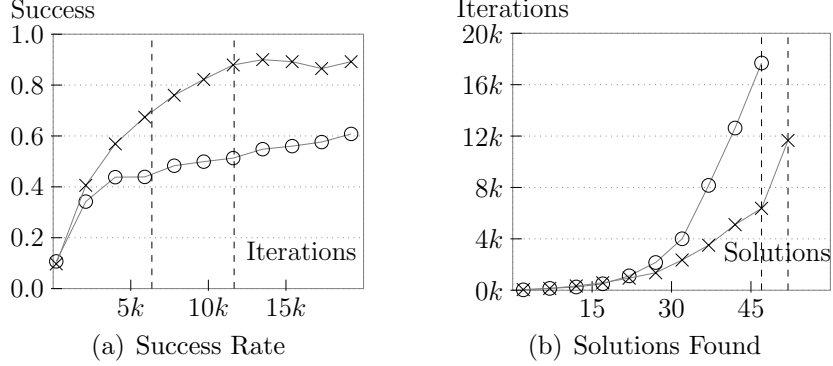 Success
1.0
0.8
0.6
0.4
0.2
0.0
Iterations
5k 10k 15k
(a) Success Rate
Iterations
20k
16k
12k
8k
4k
0k
Solutions
15 30 45
(b) Solutions Found